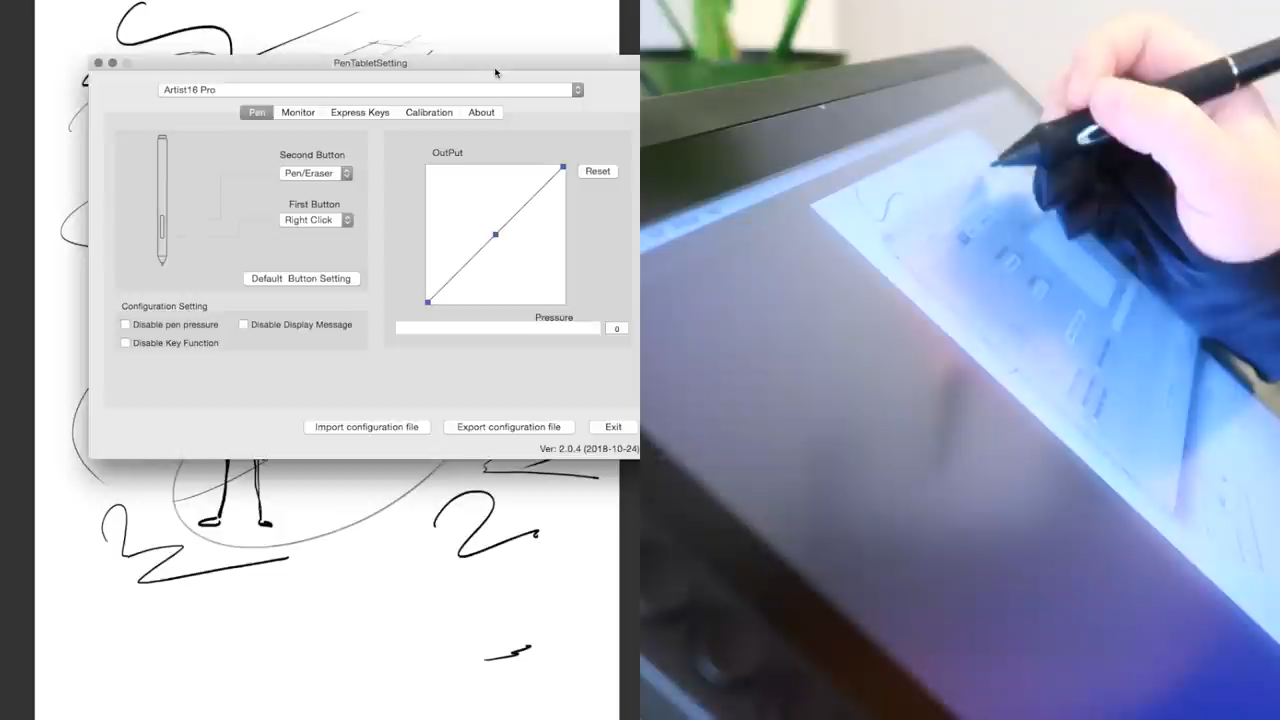 PenTabletSetting
Artist16 Pro
Pen Monitor Express Keys Calibration About
Second Button
Pen/Eraser
First Button
Right Click
Default Button Setting
OutPut
Reset
Pressure
0
Configuration Setting
Disable pen pressure Disable Display Message
Disable Key Function
Import configuration file Export configuration file Exit
Ver: 2.0.4 (2018-10-24)
2 2